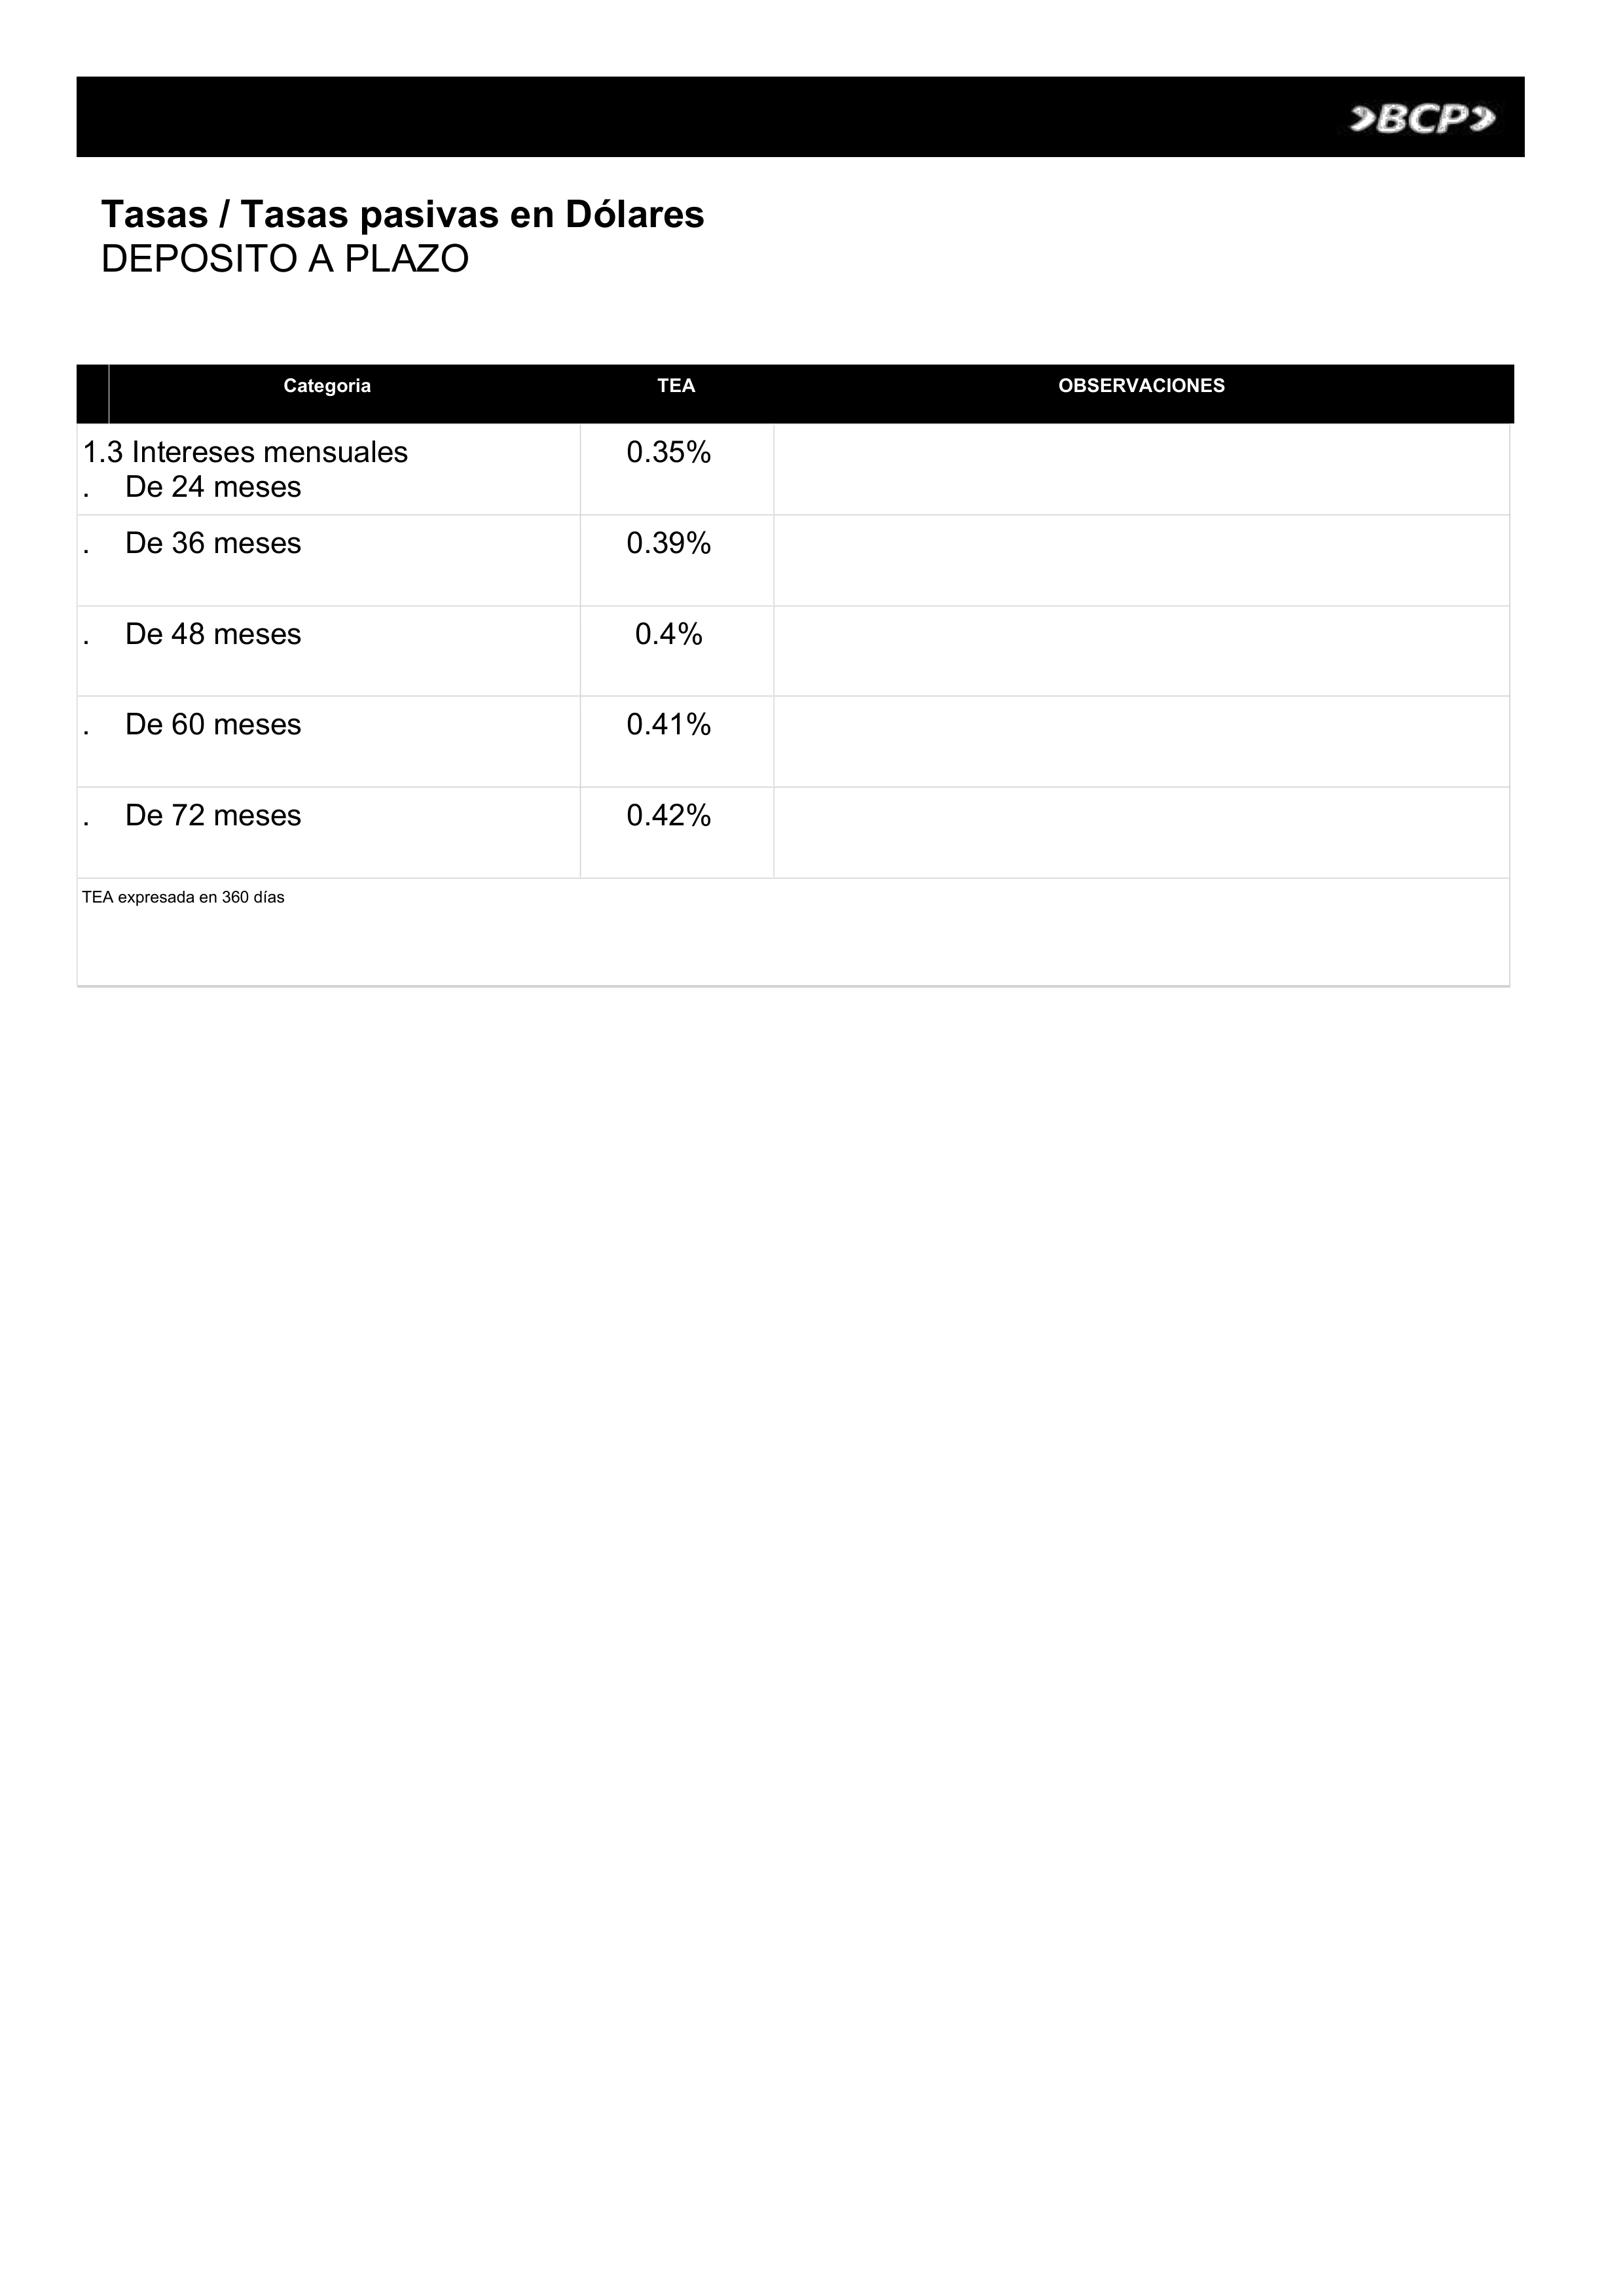 BCP
Tasas / Tasas pasivas en Dólares
DEPOSITO A PLAZO
Categoria TEA OBSERVACIONES
1.3 Intereses mensuales 0.35%
. De 24 meses
. De 36 meses 0.39%
. De 48 meses 0.4%
. De 60 meses 0.41%
. De 72 meses 0.42%
TEA expresada en 360 días